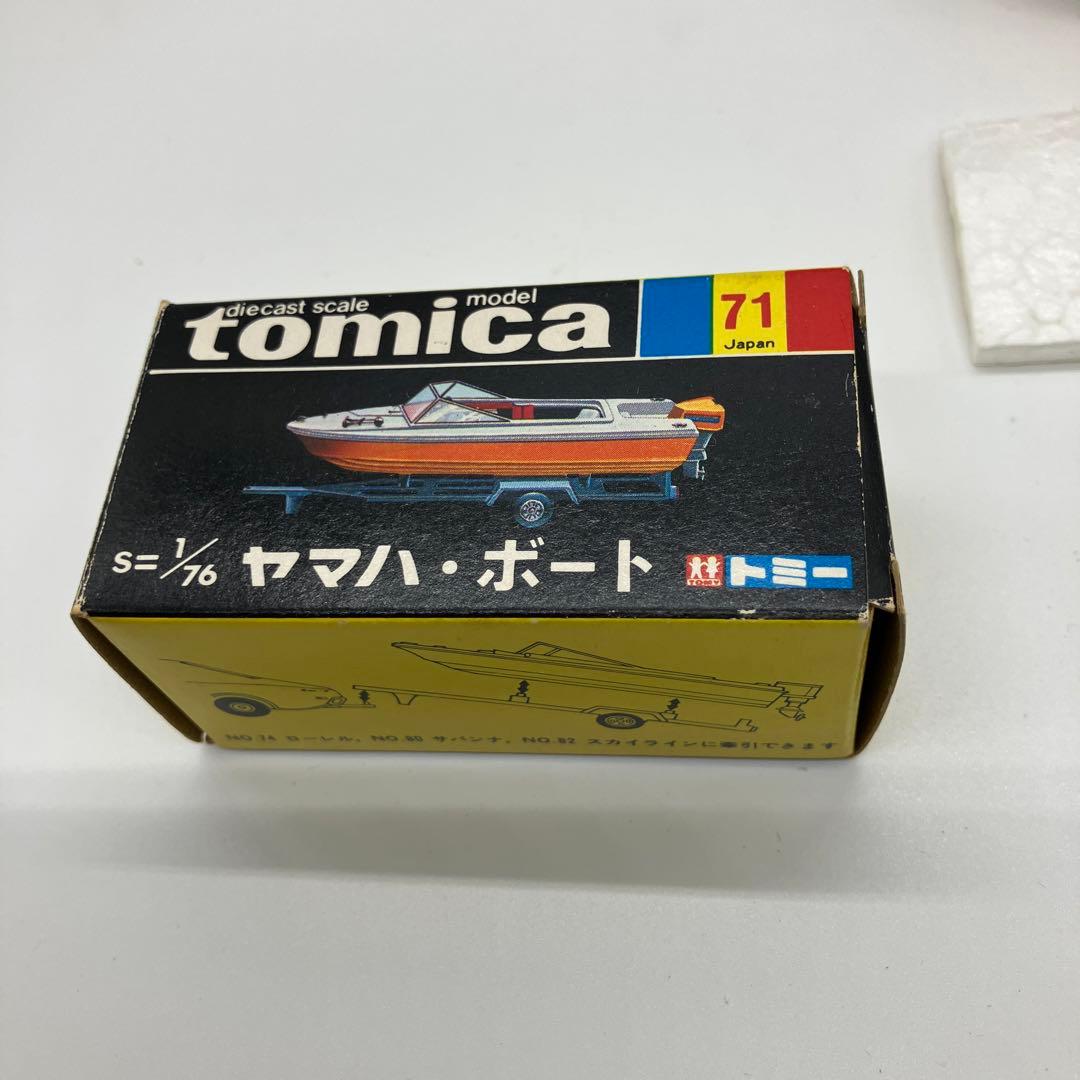 diecast scale model
tomica
71
Japan
S=1/76 ヤマハ・ボート
TOMY トミー
NO.74 ローレル, NO.80 サバンナ, NO.82 スカイラインに牽引できます